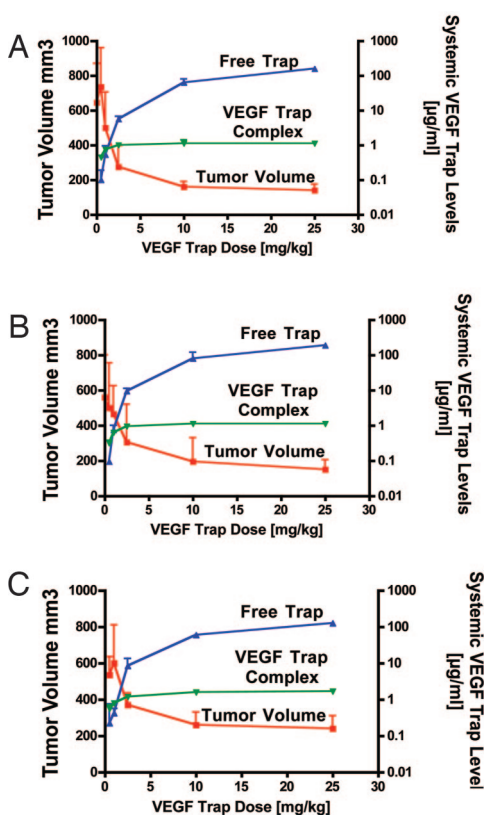 A
Tumor Volume mm3
1000
800
600
400
200
0
Free Trap
VEGF Trap
Complex
Tumor Volume
1000
100
10
1
0.1
0.01
Systemic VEGF Trap Levels
[µg/ml]
0 5 10 15 20 25 30
VEGF Trap Dose [mg/kg]
B
Tumor Volume mm3
1000
800
600
400
200
0
Free Trap
VEGF Trap
Complex
Tumor Volume
1000
100
10
1
0.1
0.01
Systemic VEGF Trap Levels
[µg/ml]
0 5 10 15 20 25 30
VEGF Trap Dose [mg/kg]
C
Tumor Volume mm3
1000
800
600
400
200
0
Free Trap
VEGF Trap
Complex
Tumor Volume
1000
100
10
1
0.1
0.01
Systemic VEGF Trap Level
[µg/ml]
0 5 10 15 20 25 30
VEGF Trap Dose [mg/kg]